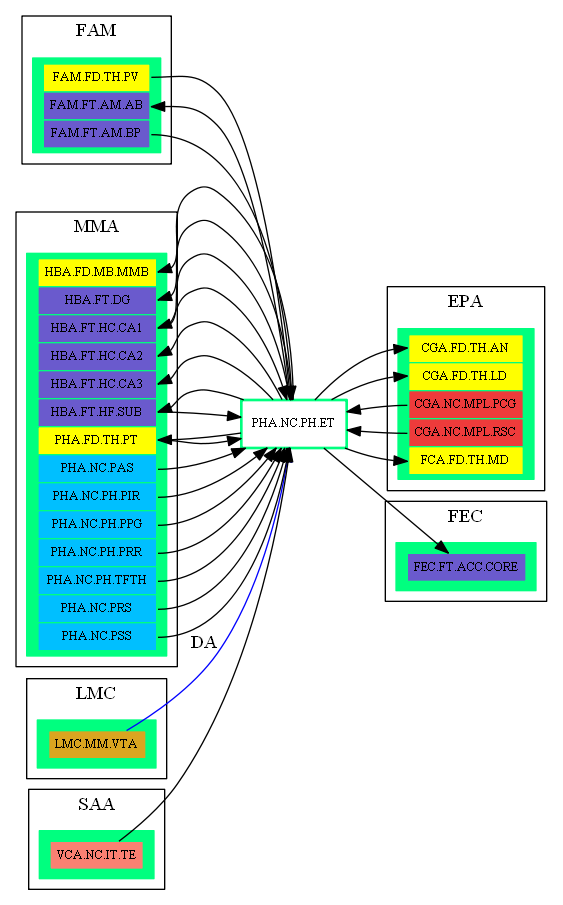 FAM
FAM.FD.TH.PV
FAM.FT.AM.AB
FAM.FT.AM.BP
MMA
HBA.FD.MB.MMB
HBA.FT.DG
HBA.FT.HC.CA1
HBA.FT.HC.CA2
HBA.FT.HC.CA3
HBA.FT.HF.SUB
PHA.FD.TH.PT
PHA.NC.PAS
PHA.NC.PH.PIR
PHA.NC.PH.PPG
PHA.NC.PH.PRR
PHA.NC.PH.TFTH
PHA.NC.PRS
PHA.NC.PSS
LMC
LMC.MM.VTA
SAA
VCA.NC.IT.TE
DA
PHA.NC.PH.ET
EPA
CGA.FD.TH.AN
CGA.FD.TH.LD
CGA.NC.MPL.PCG
CGA.NC.MPL.RSC
FCA.FD.TH.MD
FEC
FEC.FT.ACC.CORE